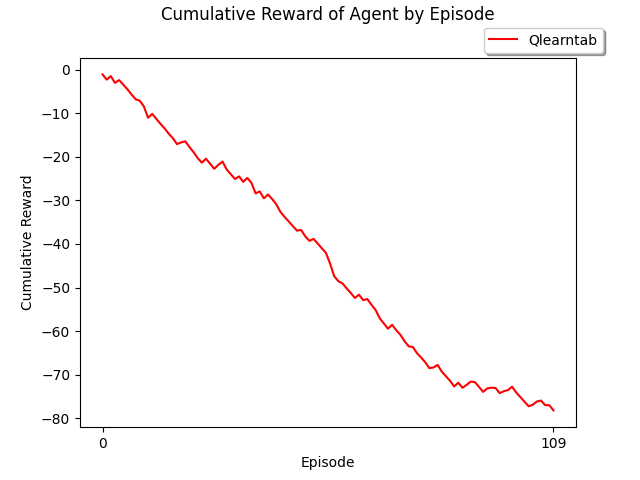 Cumulative Reward of Agent by Episode
Qlearntab
0
−10
−20
−30
−40
−50
−60
−70
−80
Cumulative Reward
0
109
Episode